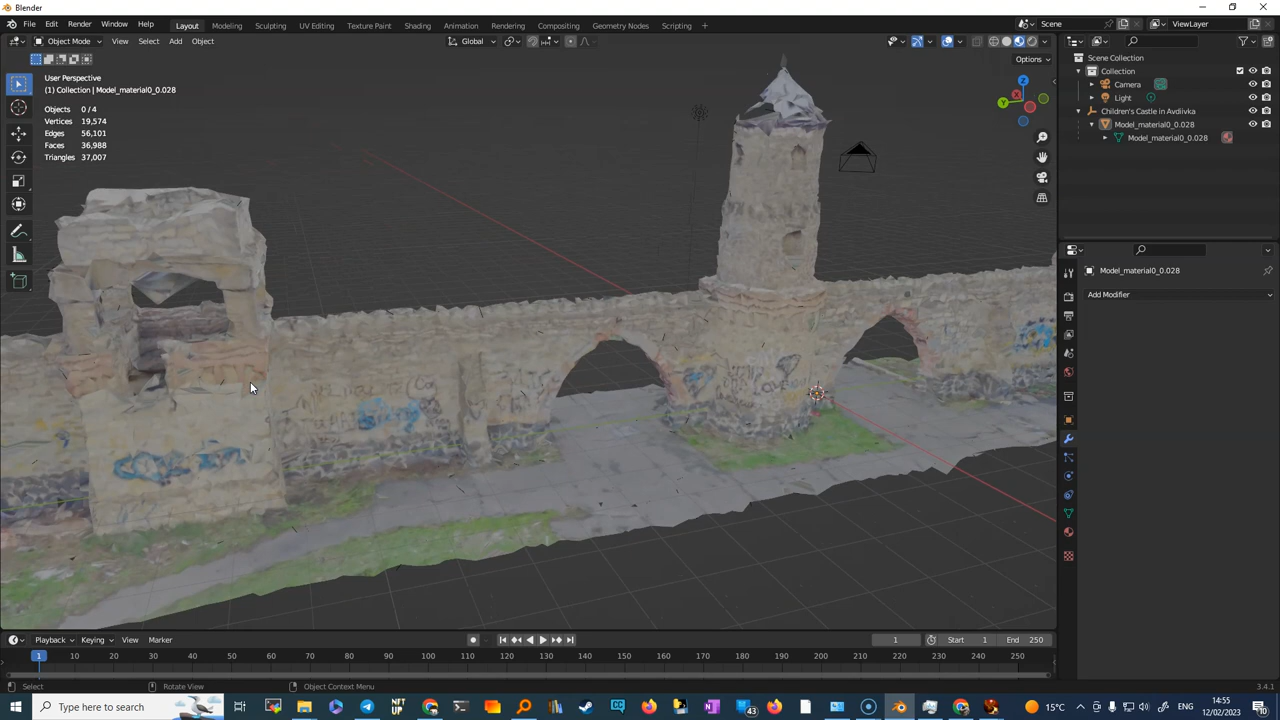 Blender
File Edit Render Window Help
Layout Modeling Sculpting UV Editing Texture Paint Shading Animation Rendering Compositing Geometry Nodes Scripting +
Scene
ViewLayer
Object Mode View Select Add Object
Global
Options
User Perspective
(1) Collection | Model_material0_0.028
Objects 0 / 4
Vertices 19,574
Edges 56,101
Faces 36,988
Triangles 37,007
Z
Y
X
Scene Collection
Collection
Camera
Light
Children's Castle in Avdiivka
Model_material0_0.028
Model_material0_0.028
Model_material0_0.028
Add Modifier
Playback Keying View Marker
1
Start 1
End 250
1 10 20 30 40 50 60 70 80 90 100 110 120 130 140 150 160 170 180 190 200 210 220 230 240 250
Select
Rotate View
Object Context Menu
3.4.1
Type here to search
NFT UP
43
15°C
14:55
12/02/2023
10